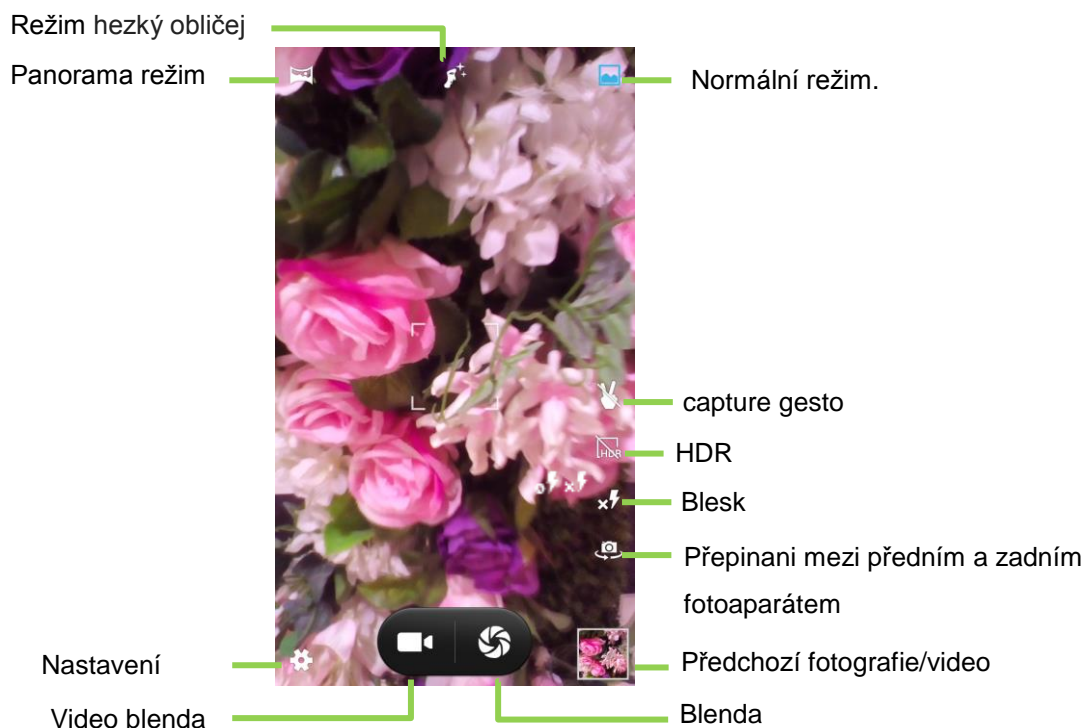 Režim hezký obličej
Panorama režim
Normální režim.
capture gesto
HDR
HDR
Blesk
Přepinani mezi předním a zadním
fotoaparátem
Nastavení
Předchozí fotografie/video
Video blenda
Blenda